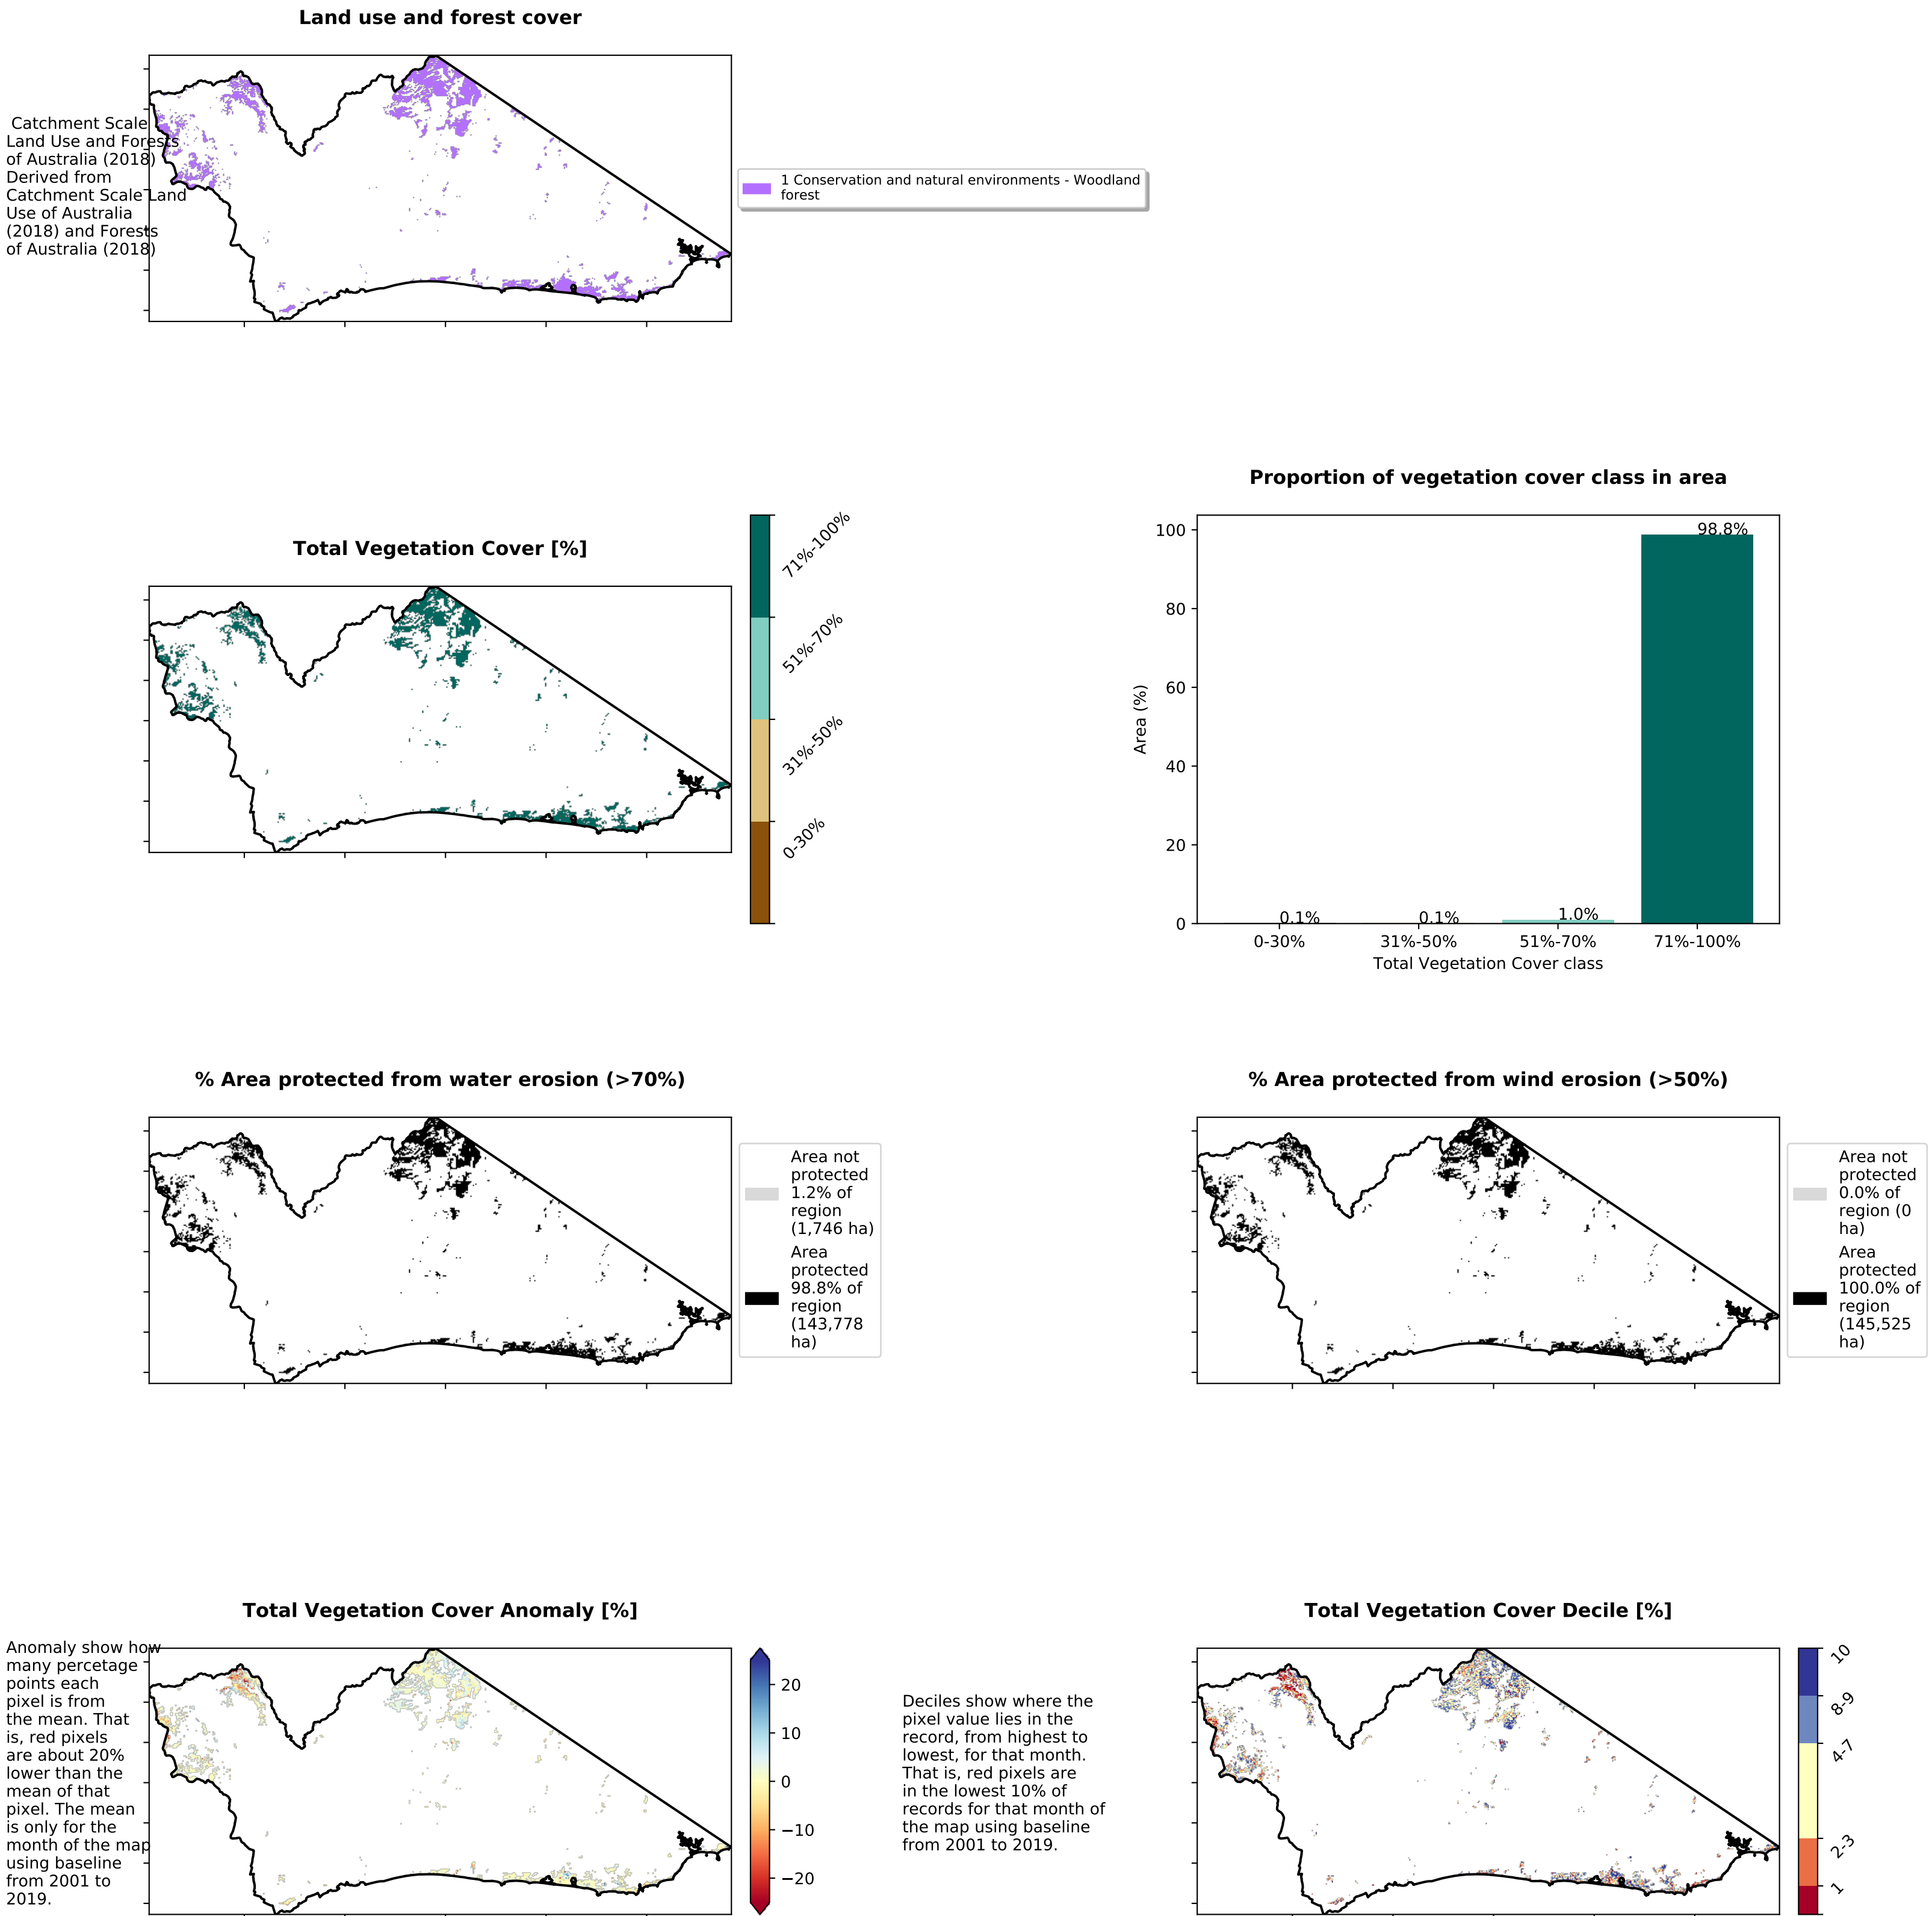 Land use and forest cover
Catchment Scale
Land Use and Forests
of Australia (2018)
Derived from
Catchment Scale Land
Use of Australia
(2018) and Forests
of Australia (2018)
1 Conservation and natural environments - Woodland
forest
Total Vegetation Cover [%]
71%-100%
51%-70%
31%-50%
0-30%
Proportion of vegetation cover class in area
100
80
60
40
20
0
Area (%)
0.1%
0.1%
1.0%
98.8%
0-30%
31%-50%
51%-70%
71%-100%
Total Vegetation Cover class
% Area protected from water erosion (>70%)
Area not
protected
1.2% of
region
(1,746 ha)
Area
protected
98.8% of
region
(143,778
ha)
% Area protected from wind erosion (>50%)
Area not
protected
0.0% of
region (0
ha)
Area
protected
100.0% of
region
(145,525
ha)
Total Vegetation Cover Anomaly [%]
Anomaly show how
many percetage
points each
pixel is from
the mean. That
is, red pixels
are about 20%
lower than the
mean of that
pixel. The mean
is only for the
month of the map
using baseline
from 2001 to
2019.
20
10
0
−10
−20
Total Vegetation Cover Decile [%]
Deciles show where the
pixel value lies in the
record, from highest to
lowest, for that month.
That is, red pixels are
in the lowest 10% of
records for that month of
the map using baseline
from 2001 to 2019.
10
8-9
4-7
2-3
1